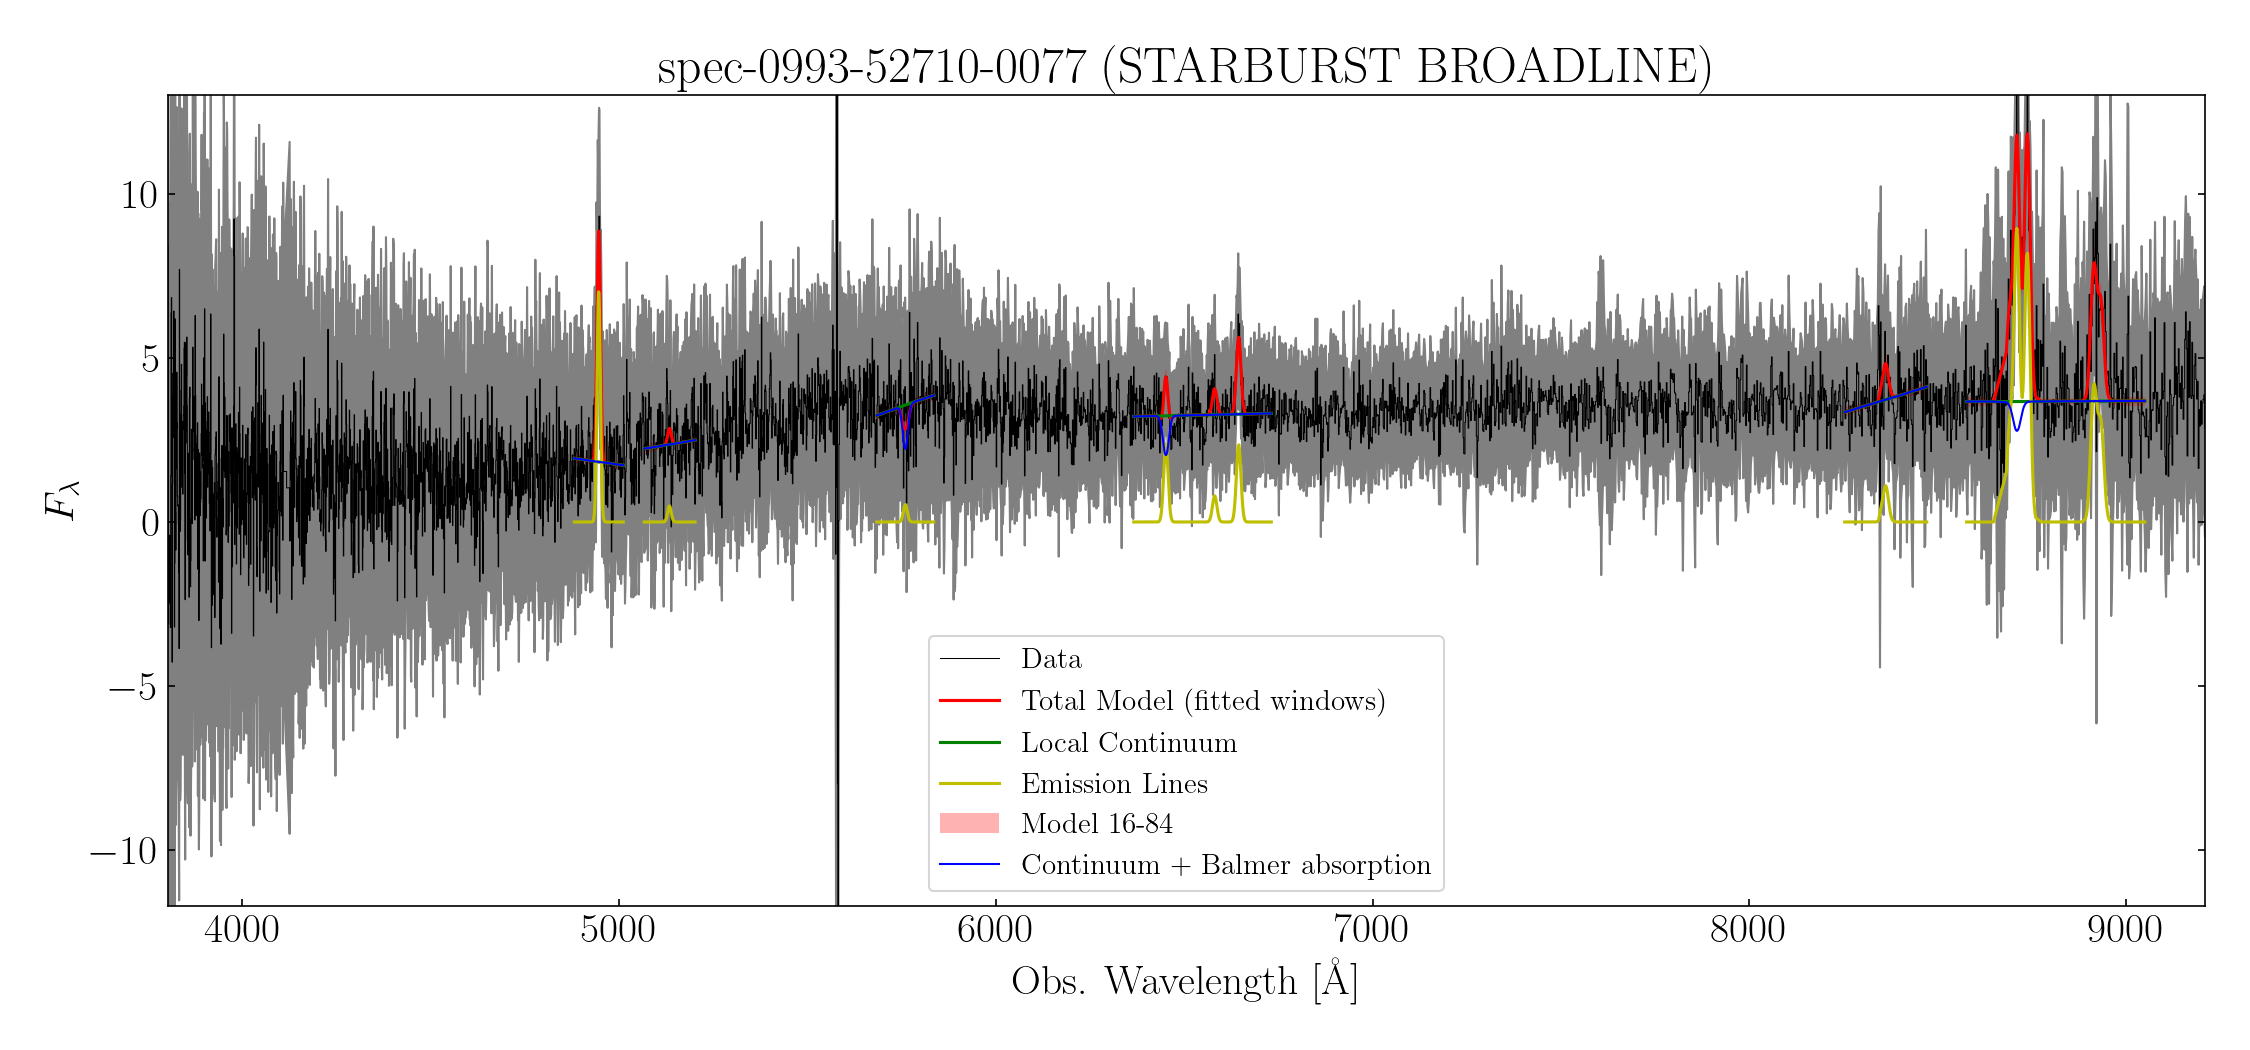 spec-0993-52710-0077 (STARBURST BROADLINE)
F_λ
10
5
0
−5
−10
Data
Total Model (fitted windows)
Local Continuum
Emission Lines
Model 16-84
Continuum + Balmer absorption
4000 5000 6000 7000 8000 9000
Obs. Wavelength [Å]